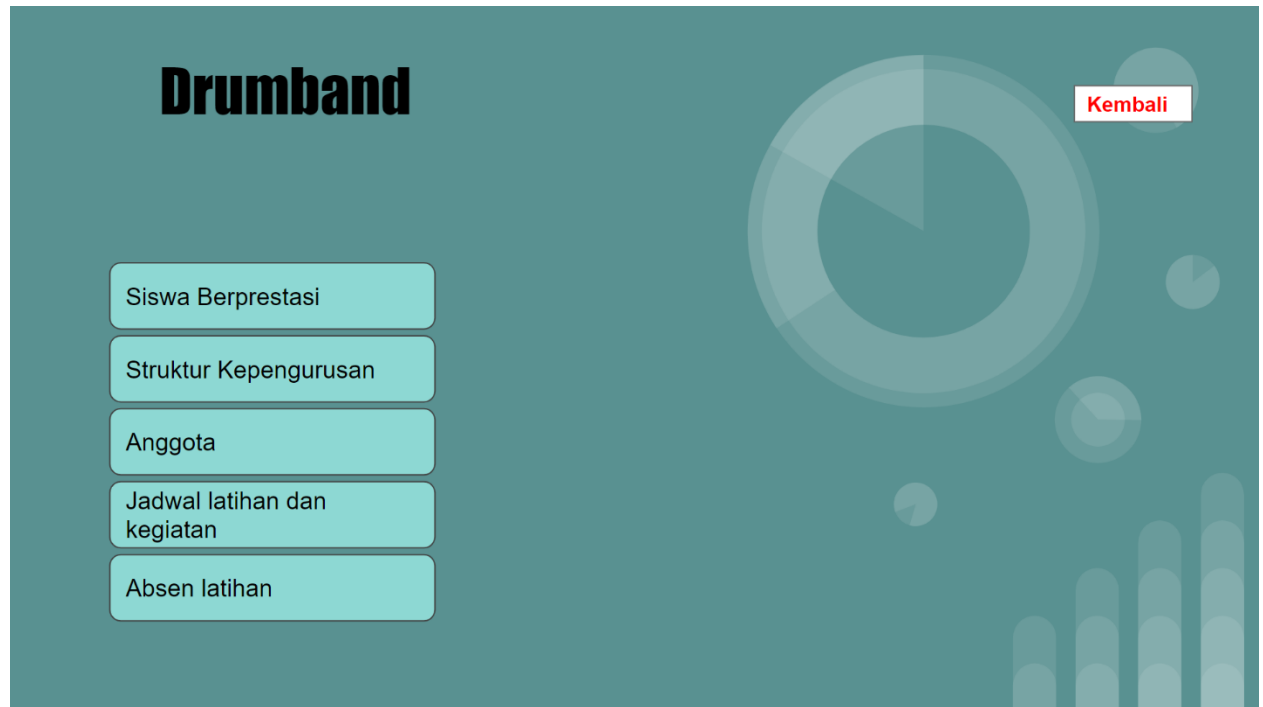 Drumband
Kembali
Siswa Berprestasi
Struktur Kepengurusan
Anggota
Jadwal latihan dan
kegiatan
Absen latihan